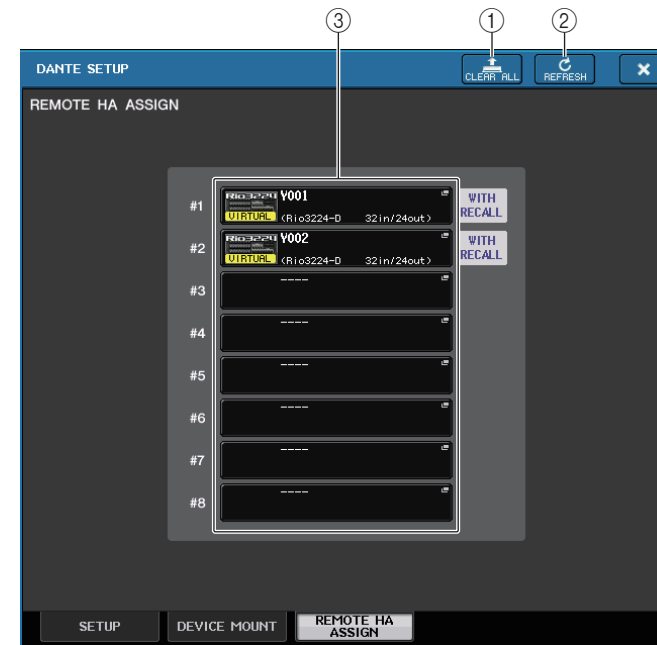 ③ ① ②
DANTE SETUP
CLEAR ALL
REFRESH
REMOTE HA ASSIGN
#1
Rio3224
VIRTUAL
Y001
(Rio3224-D 32in/24out)
WITH
RECALL
#2
Rio3224
VIRTUAL
Y002
(Rio3224-D 32in/24out)
WITH
RECALL
#3 ----
#4 ----
#5 ----
#6 ----
#7 ----
#8 ----
SETUP
DEVICE MOUNT
REMOTE HA
ASSIGN